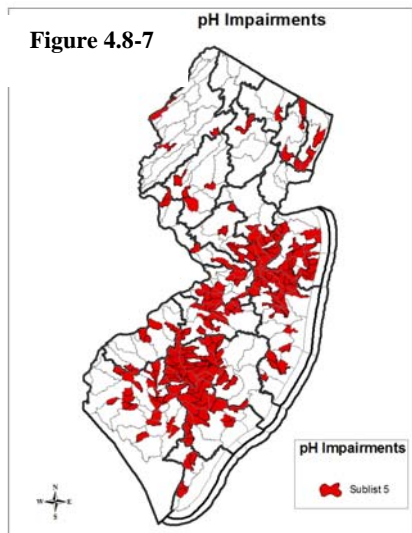 pH Impairments
Figure 4.8-7
pH Impairments
Sublist 5
N
W E
S